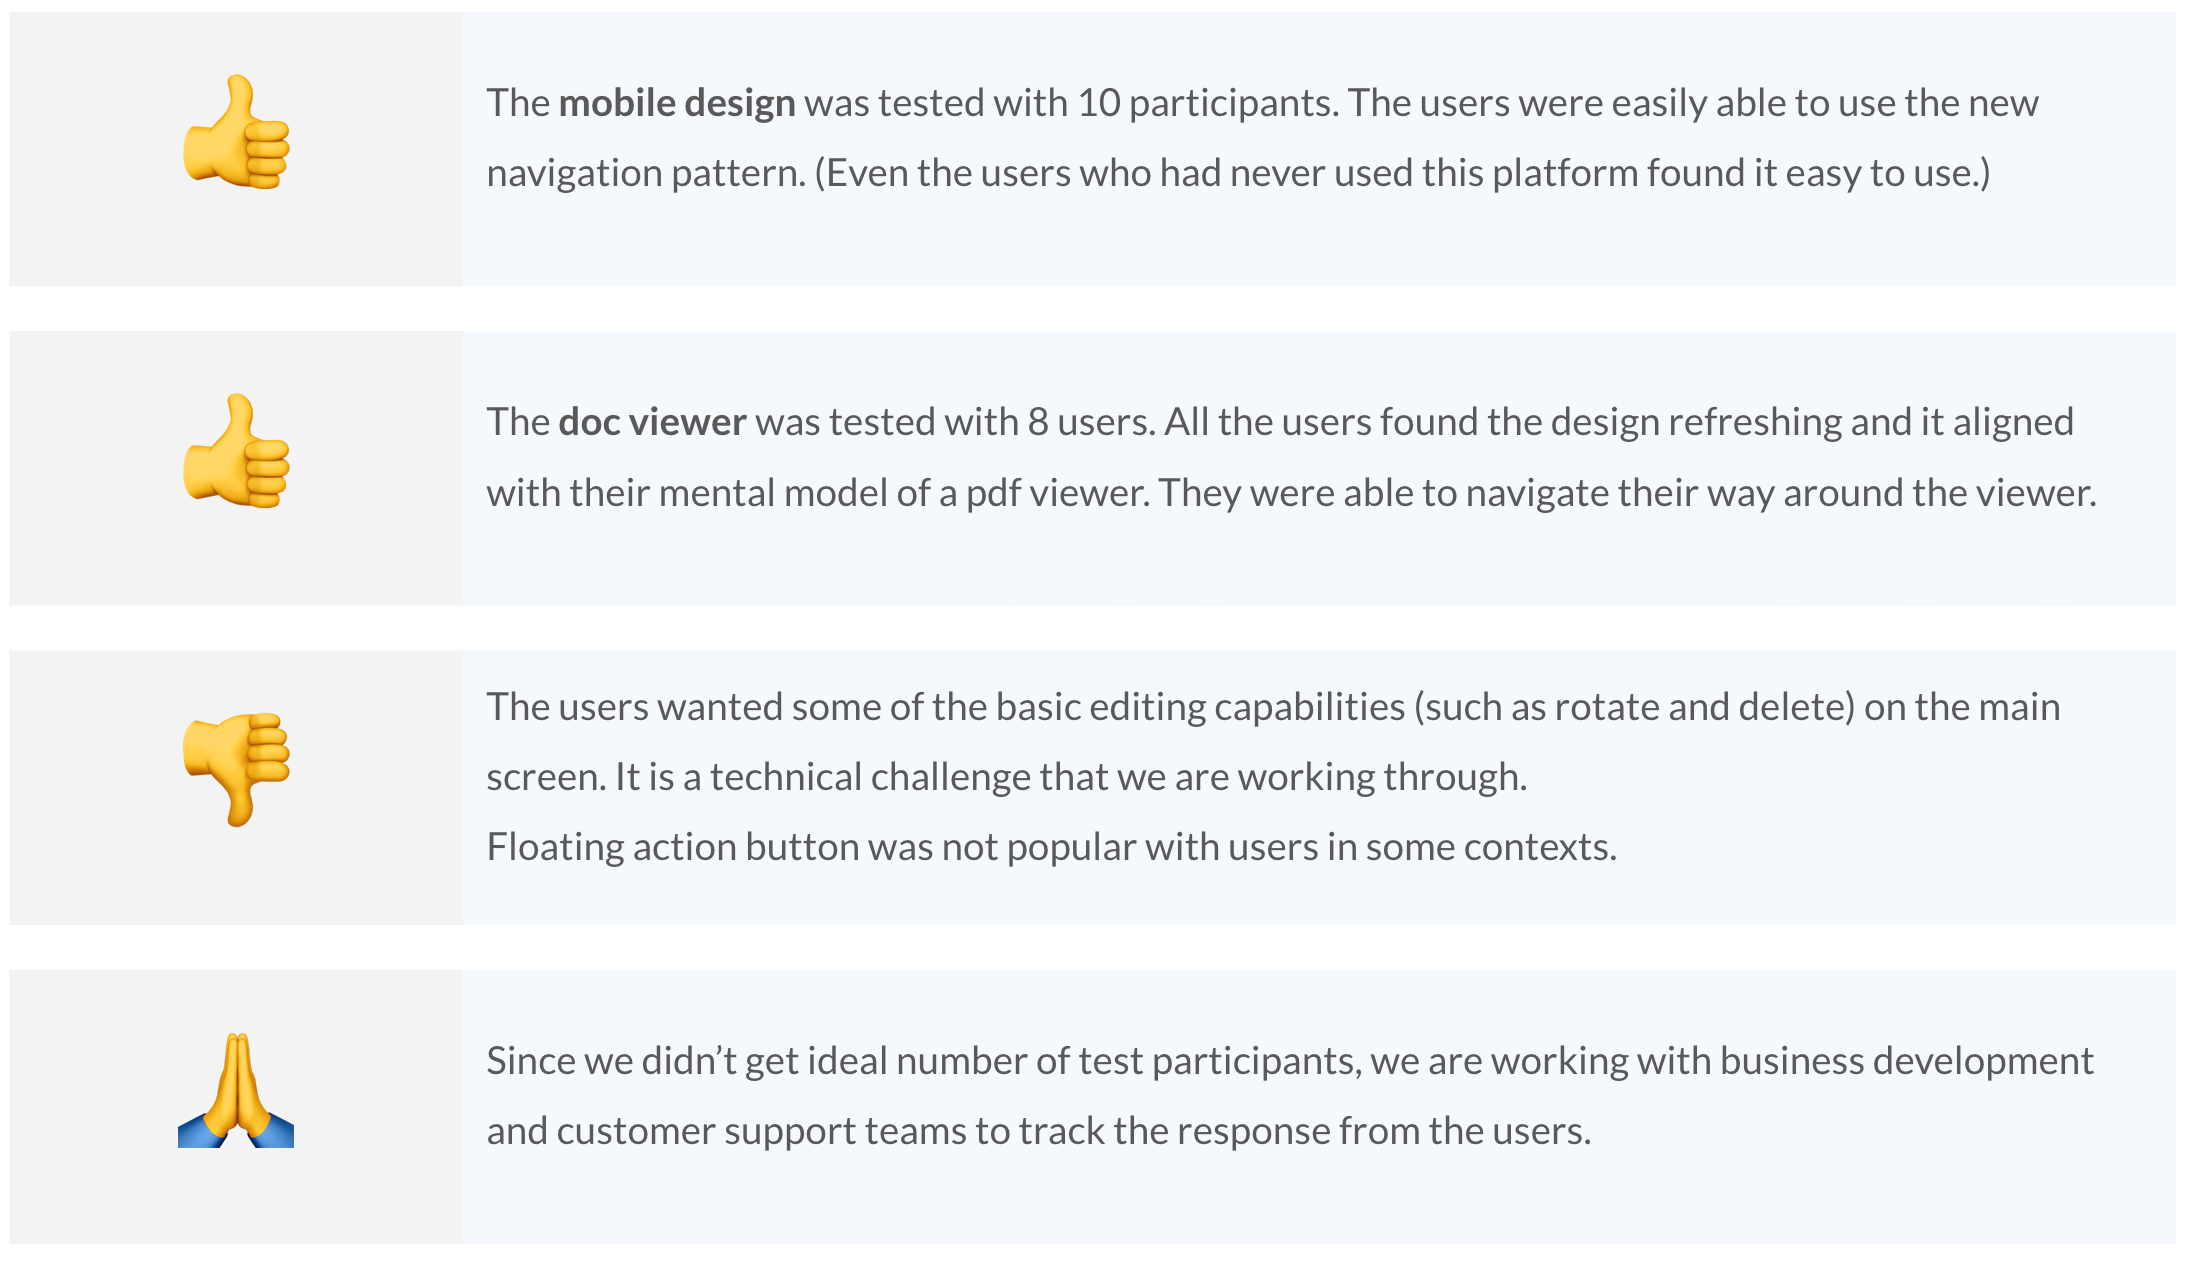 The mobile design was tested with 10 participants. The users were easily able to use the new
navigation pattern. (Even the users who had never used this platform found it easy to use.)
The doc viewer was tested with 8 users. All the users found the design refreshing and it aligned
with their mental model of a pdf viewer. They were able to navigate their way around the viewer.
The users wanted some of the basic editing capabilities (such as rotate and delete) on the main
screen. It is a technical challenge that we are working through.
Floating action button was not popular with users in some contexts.
Since we didn’t get ideal number of test participants, we are working with business development
and customer support teams to track the response from the users.